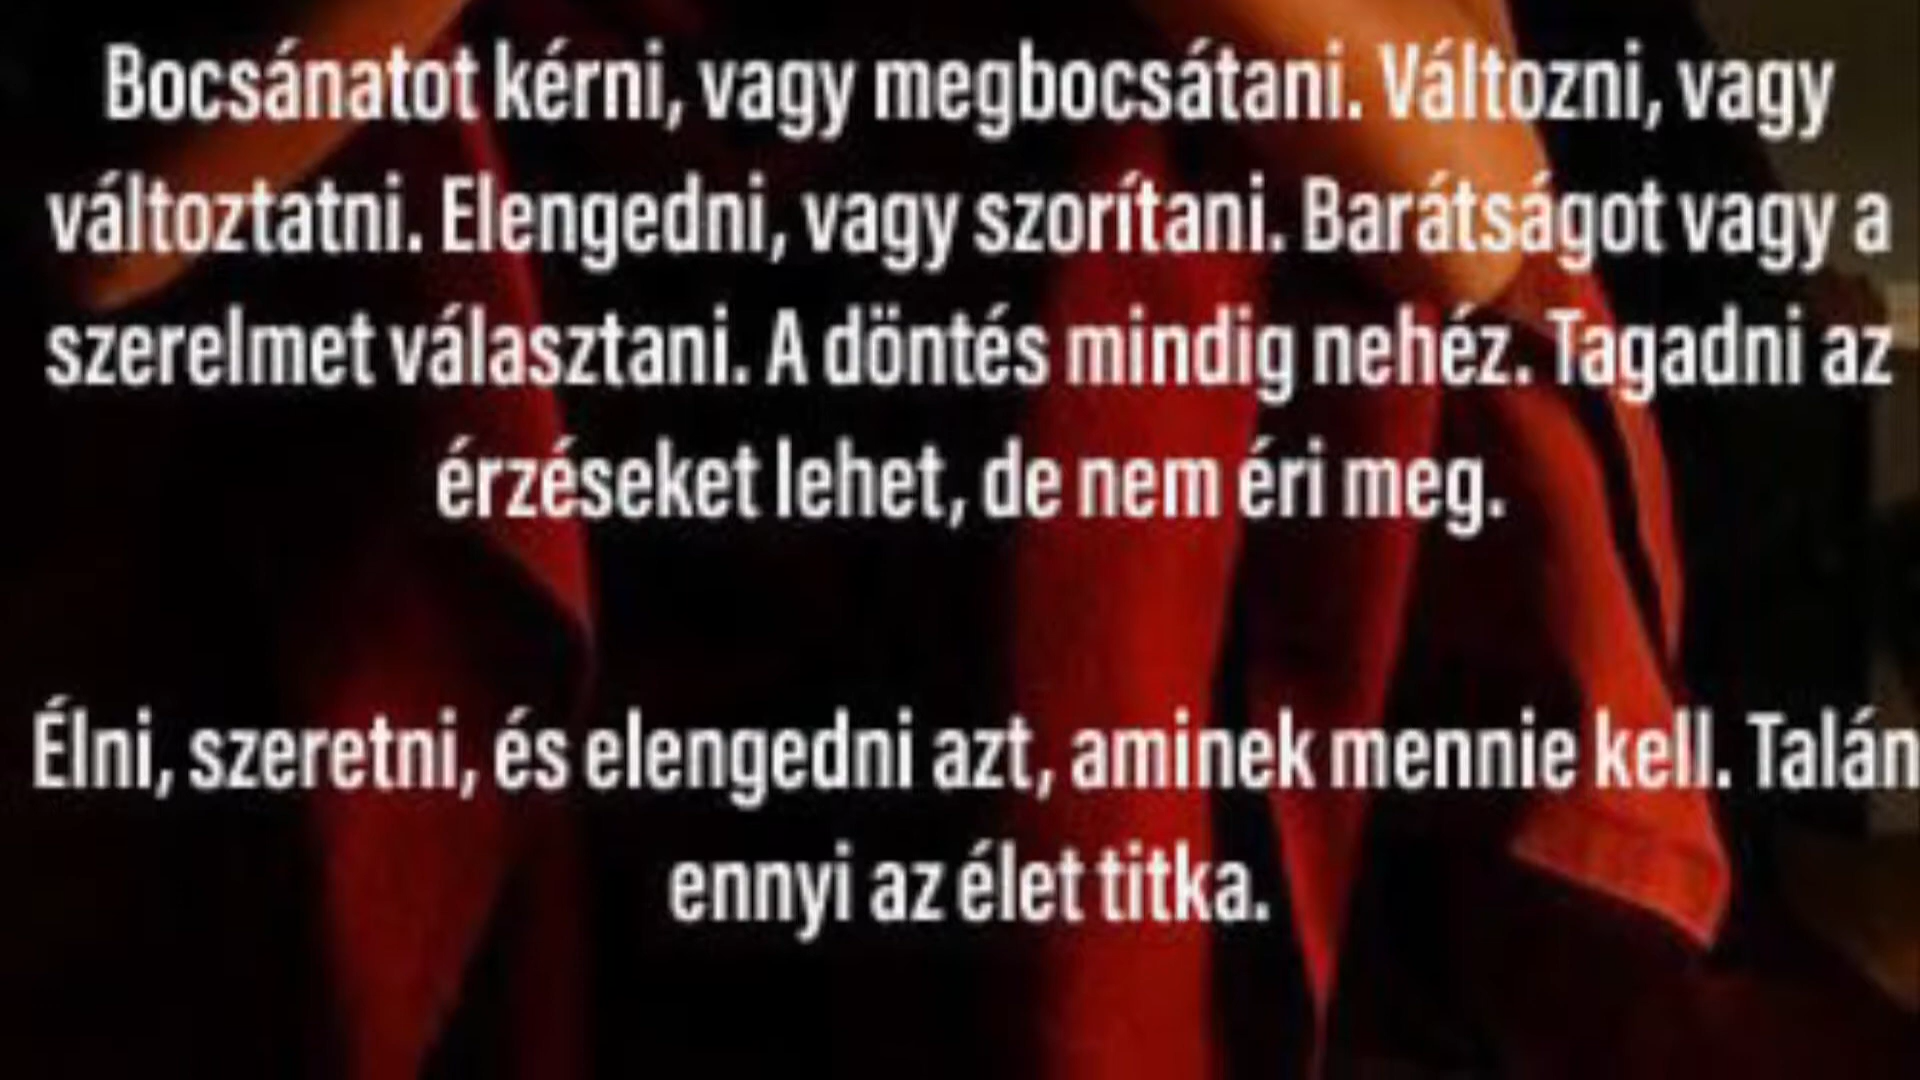 Bocsánatot kérni, vagy megbocsátani. Változni, vagy
változtatni. Elengedni, vagy szorítani. Barátságot vagy a
szerelmet választani. A döntés mindig nehéz. Tagadni az
érzéseket lehet, de nem éri meg.
Élni, szeretni, és elengedni azt, aminek mennie kell. Talán
ennyi az élet titka.